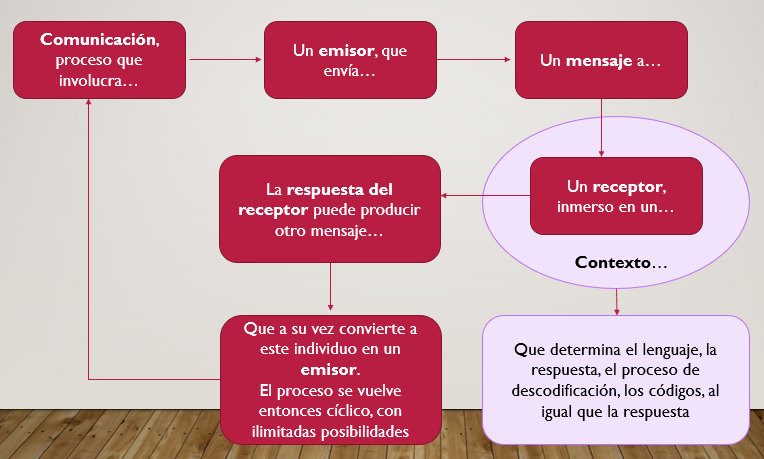 Comunicación,
proceso que
involucra…
Un emisor, que
envía…
Un mensaje a…
Un receptor,
inmerso en un…
Contexto…
La respuesta del
receptor puede producir
otro mensaje…
Que a su vez convierte a
este individuo en un
emisor.
El proceso se vuelve
entonces cíclico, con
ilimitadas posibilidades
Que determina el lenguaje, la
respuesta, el proceso de
descodificación, los códigos, al
igual que la respuesta